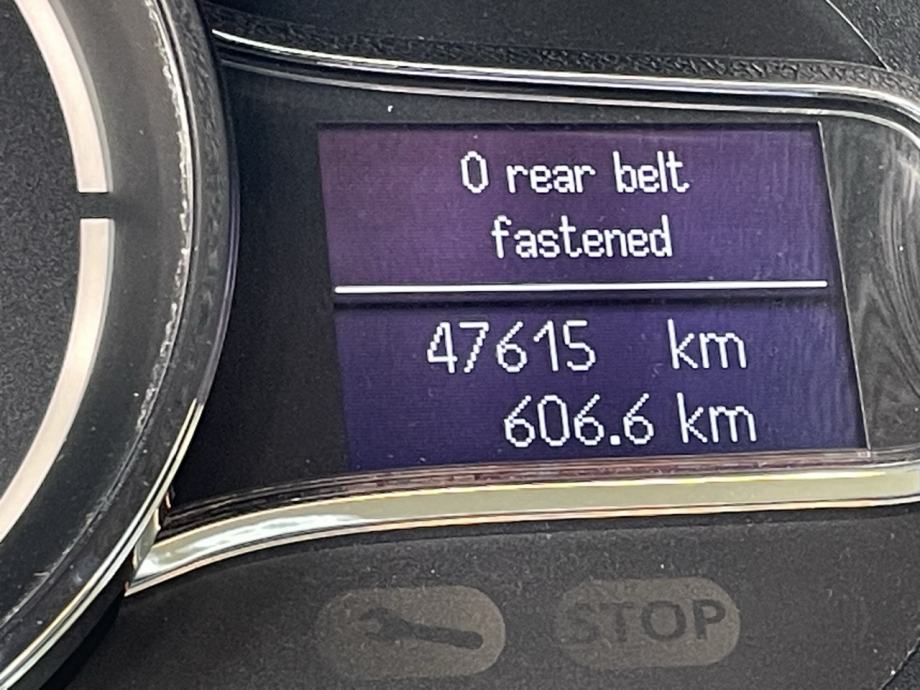 0 rear belt
fastened
47615 km
606.6 km
STOP